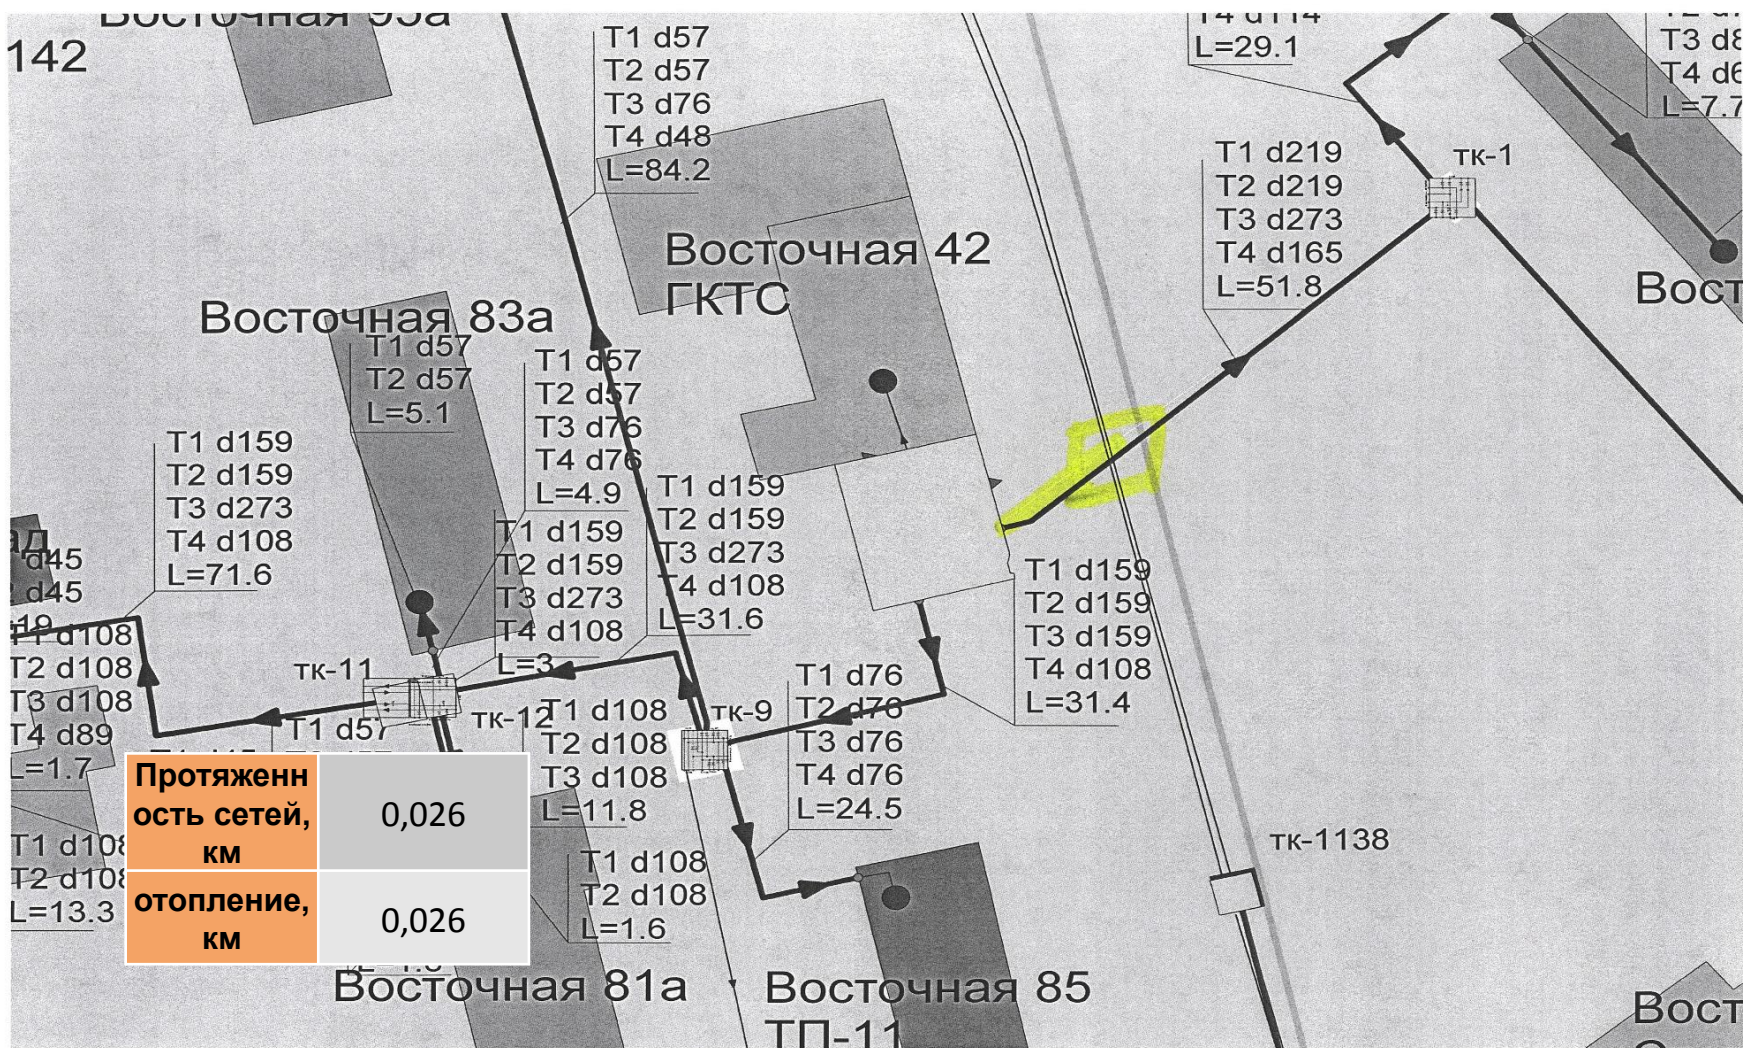 Восточная 95а
142
T1 d57
T2 d57
T3 d76
T4 d48
L=84.2
T4 d114
L=29.1
T3 d8
T4 d6
L=7.7
T1 d219
T2 d219
T3 d273
T4 d165
L=51.8
тк-1
Восточная 42
ГКТС
Вост
Восточная 83а
T1 d57
T2 d57
L=5.1
T1 d57
T2 d57
T3 d76
T4 d76
L=4.9
T1 d159
T2 d159
T3 d273
T4 d108
L=71.6
T1 d159
T2 d159
T3 d273
T4 d108
L=31.6
T1 d159
T2 d159
T3 d273
T4 d108
L=3
ад
d45
d45
=19
T1 d108
T2 d108
T3 d108
T4 d89
L=1.7
T1 d159
T2 d159
T3 d159
T4 d108
L=31.4
тк-11
тк-12
T1 d57
тк-9
T1 d108
T2 d108
T3 d108
L=11.8
T1 d76
T2 d76
T3 d76
T4 d76
L=24.5
Протяженн
ость сетей,
км
0,026
отопление,
км
0,026
T1 d108
T2 d108
L=13.3
T1 d108
T2 d108
L=1.6
тк-1138
Восточная 81а
Восточная 85
ТП-11
Вост